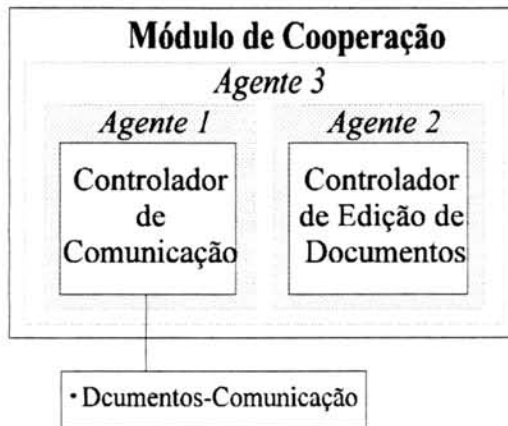 Módulo de Cooperação
Agente 3
Agente 1
Agente 2
Controlador
de
Comunicação
Controlador
de Edição de
Documentos
• Dcumentos-Comunicação